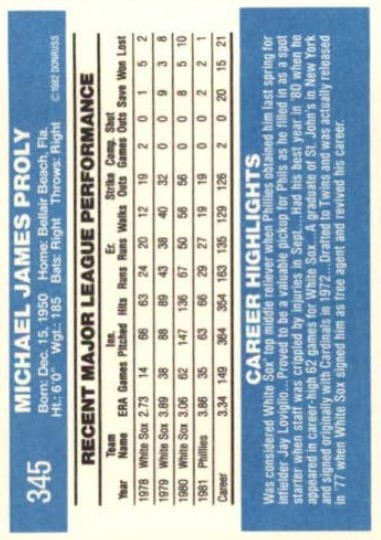 345
MICHAEL JAMES PROLY
Born: Dec. 15, 1950 Home: Bellair Beach, Fla.
Ht.: 6'0" Wgt.: 185 Bats: Right Throws: Right ©1982 DONRUSS
RECENT MAJOR LEAGUE PERFORMANCE
Team Inn. Er. Strike Comp. Shut
Year Name ERA Games Pitched Hits Runs Runs Walks Outs Games Outs Save Won Lost
1978 White Sox 2.73 14 66 63 24 20 12 19 2 0 1 5 2
1979 White Sox 3.89 38 88 89 43 38 40 32 0 0 9 3 8
1980 White Sox 3.06 62 147 136 67 50 58 56 0 0 8 5 10
1981 Phillies 3.86 35 63 66 29 27 19 19 0 0 2 2 1
Career 3.34 149 364 354 163 135 129 126 2 0 20 15 21
CAREER HIGHLIGHTS
Was considered White Sox top middle reliever when Phillies obtained him last spring for
infielder Jay Loviglio...Proved to be a valuable pickup for Phils as he filled in as a spot
starter when staff was crippled by injuries in Sept....Had his best year in '80 when he
appeared in career-high 62 games for White Sox...A graduate of St. John's in New York
and signed originally with Cardinals in 1972...Drafted to Twins and was actually released
in '77 when White Sox signed him as free agent and revived his career.